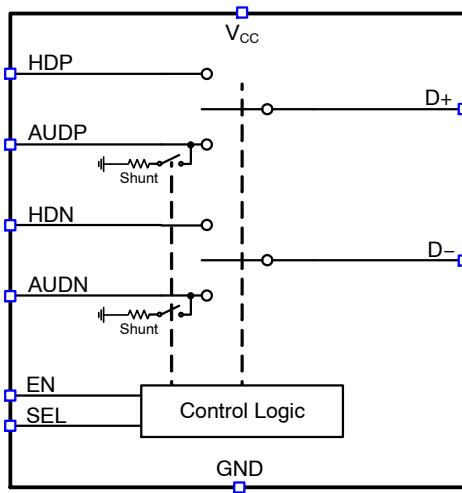 VCC
HDP
D+
AUDP
Shunt
HDN
D−
AUDN
Shunt
EN
SEL
Control Logic
GND